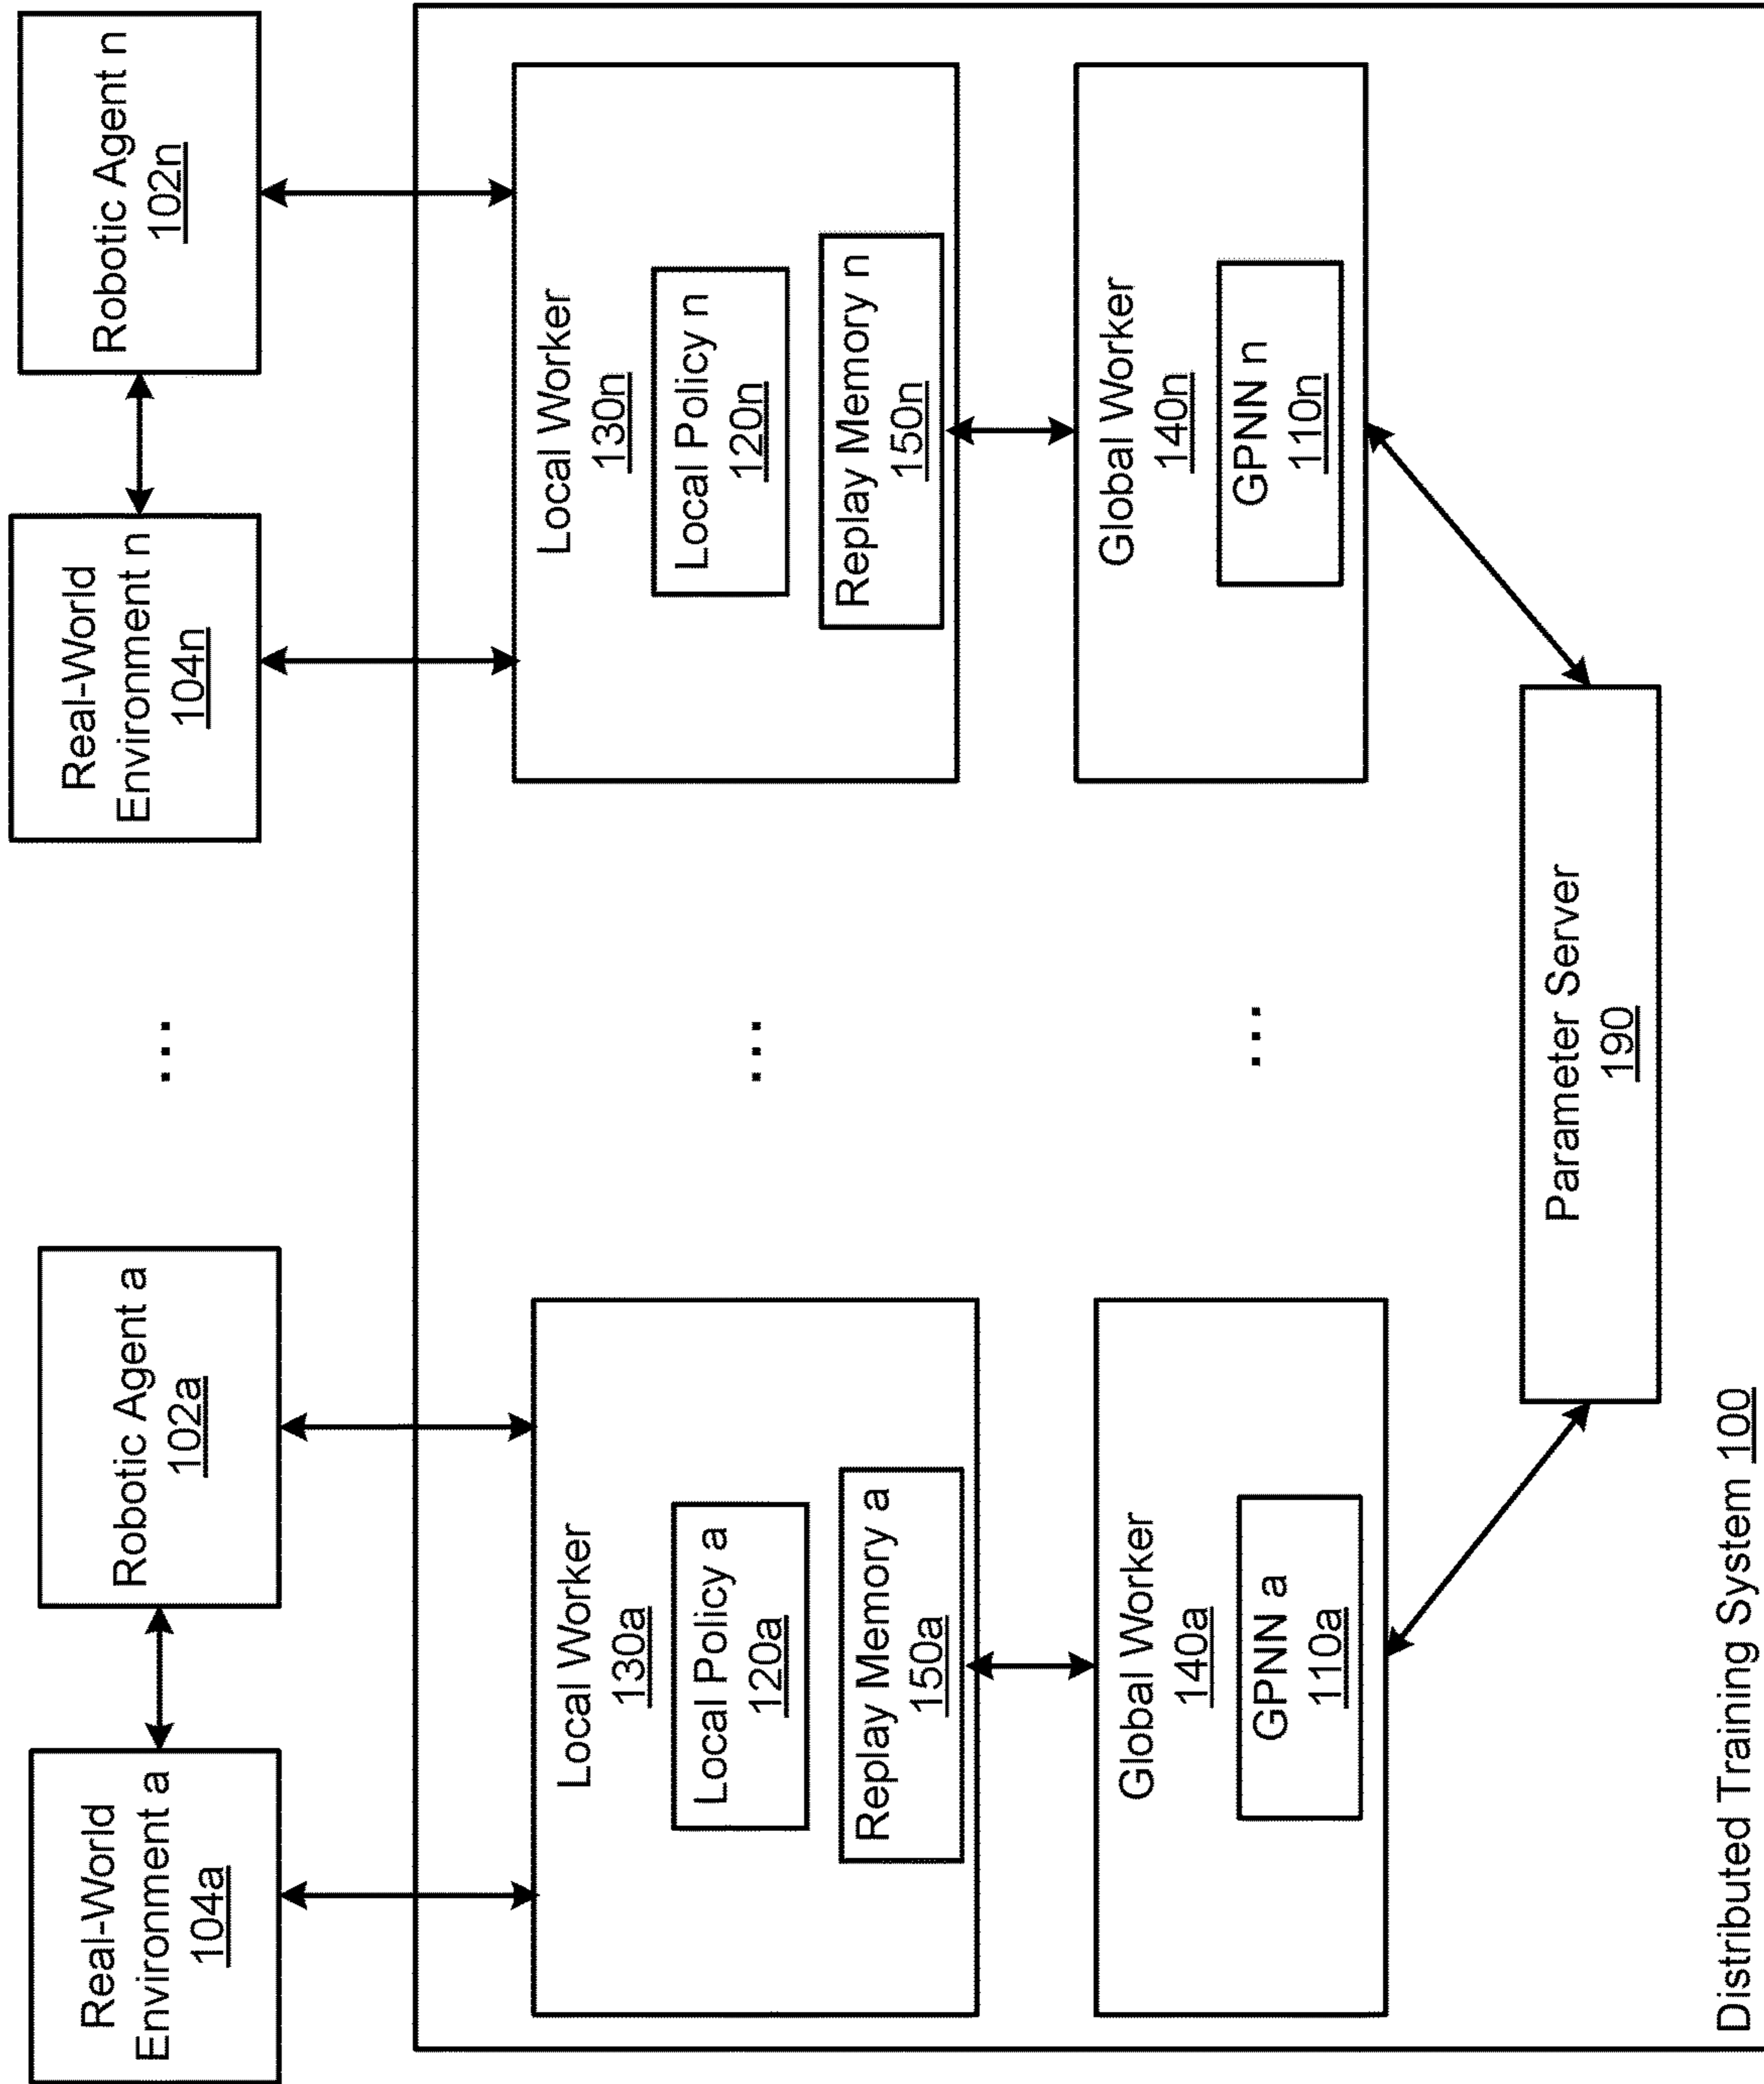 Real-World
Environment a
104a
Robotic Agent a
102a
...
Real-World
Environment n
104n
Robotic Agent n
102n
Local Worker
130a
Local Policy a
120a
Replay Memory a
150a
...
Local Worker
130n
Local Policy n
120n
Replay Memory n
150n
Global Worker
140a
GPNN a
110a
...
Global Worker
140n
GPNN n
110n
Parameter Server
190
Distributed Training System 100